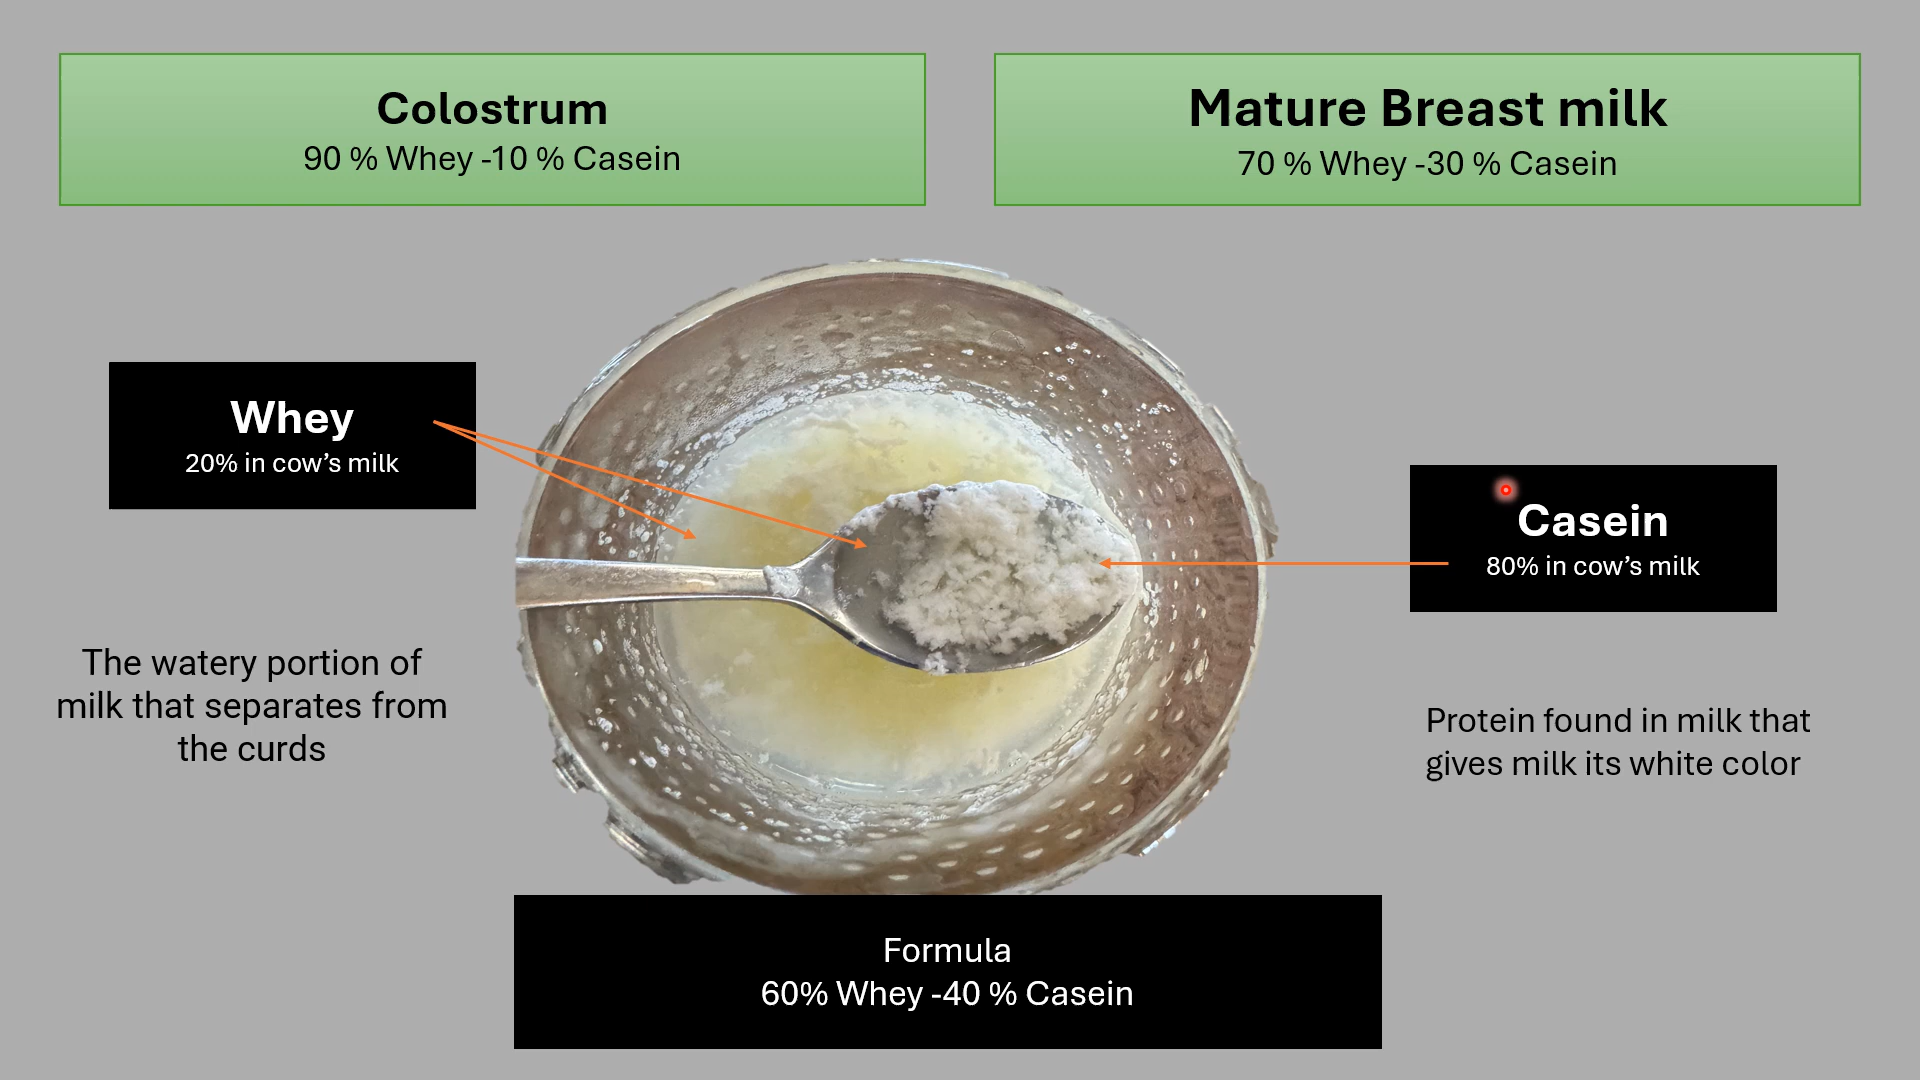 Colostrum
90 % Whey -10 % Casein
Mature Breast milk
70 % Whey -30 % Casein
Whey
20% in cow’s milk
Casein
80% in cow’s milk
The watery portion of
milk that separates from
the curds
Protein found in milk that
gives milk its white color
Formula
60% Whey -40 % Casein